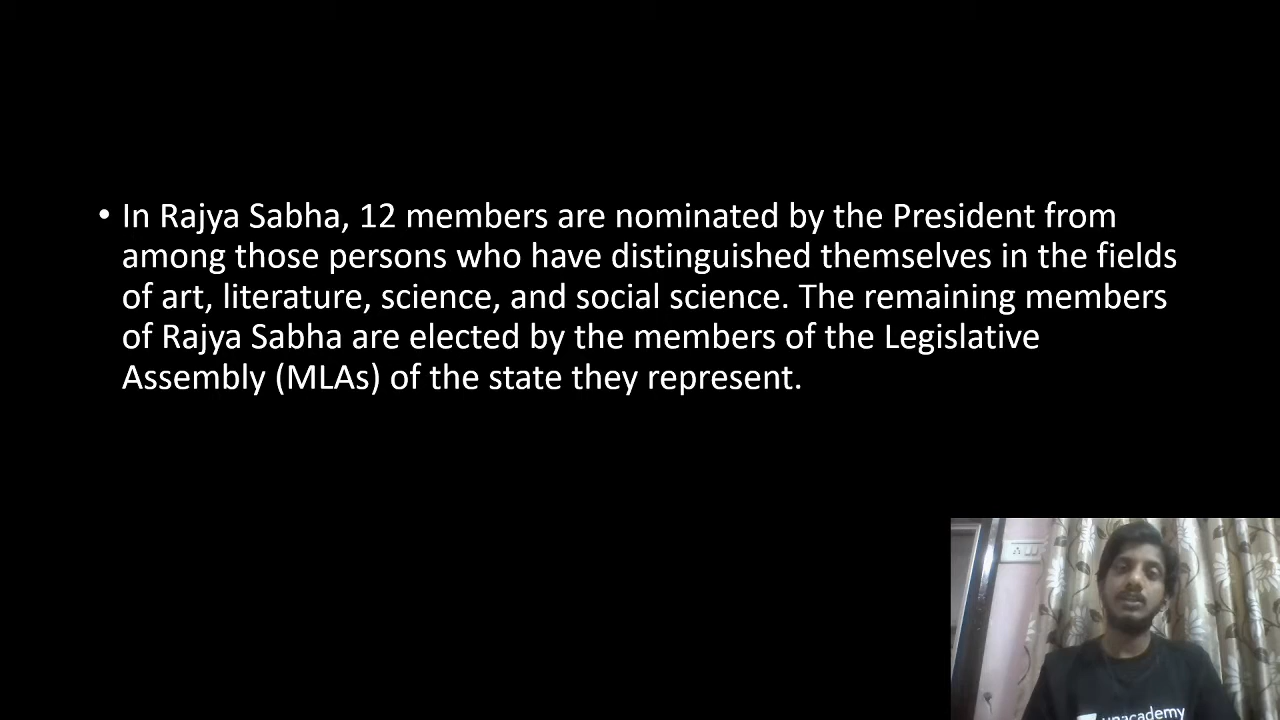 • In Rajya Sabha, 12 members are nominated by the President from
among those persons who have distinguished themselves in the fields
of art, literature, science, and social science. The remaining members
of Rajya Sabha are elected by the members of the Legislative
Assembly (MLAs) of the state they represent.
unacademy